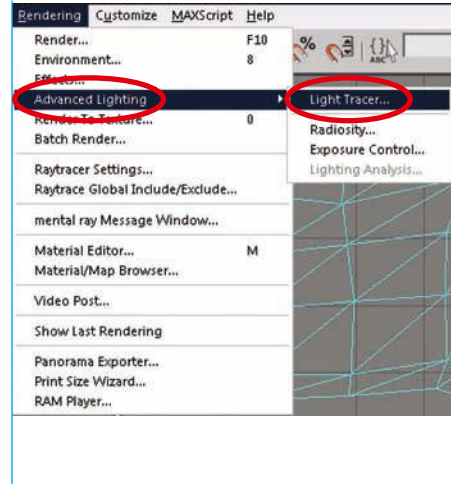 Rendering Customize MAXScript Help
Render... F10
Environment... 8
Effects...
Advanced Lighting
Render To Texture... 0
Batch Render...
Raytracer Settings...
Raytrace Global Include/Exclude...
mental ray Message Window...
Material Editor... M
Material/Map Browser...
Video Post...
Show Last Rendering
Panorama Exporter...
Print Size Wizard...
RAM Player...
%
{} ABC
Light Tracer...
Radiosity...
Exposure Control...
Lighting Analysis...